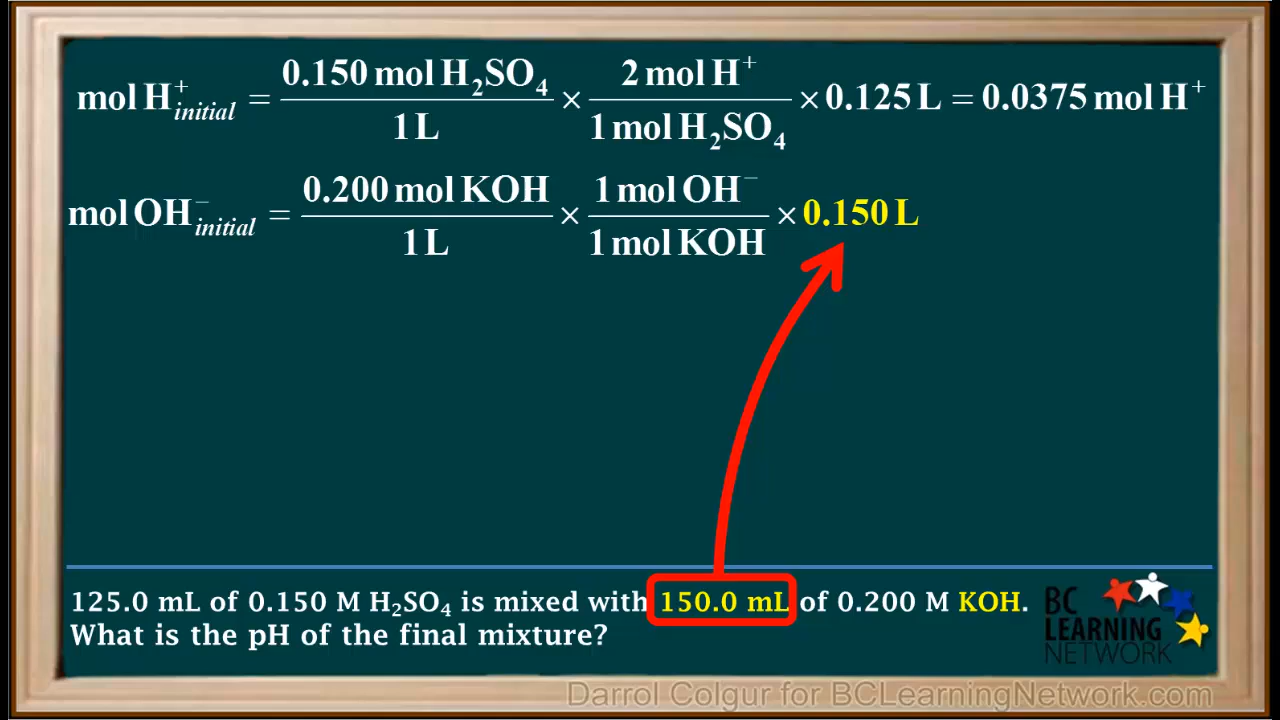 mol H⁺initial = 0.150 mol H₂SO₄ / 1 L × 2 mol H⁺ / 1 mol H₂SO₄ × 0.125 L = 0.0375 mol H⁺
mol OH⁻initial = 0.200 mol KOH / 1 L × 1 mol OH⁻ / 1 mol KOH × 0.150 L
125.0 mL of 0.150 M H₂SO₄ is mixed with 150.0 mL of 0.200 M KOH.
What is the pH of the final mixture?
BC
LEARNING
NETWORK
Darrol Colgur for BCLearningNetwork.com